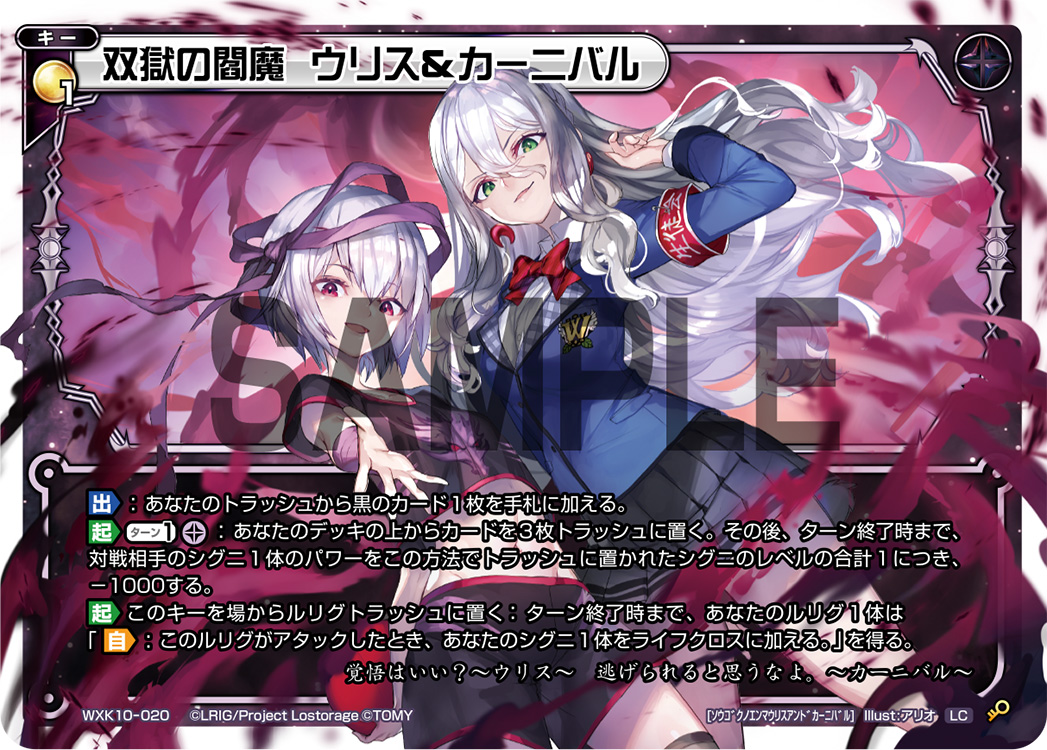 キー
双獄の閻魔 ウリス&カーニバル
1
生徒会
WX
SAMPLE
出：あなたのトラッシュから黒のカード１枚を手札に加える。
起 ターン1 ：あなたのデッキの上からカードを３枚トラッシュに置く。その後、ターン終了時まで、
対戦相手のシグニ１体のパワーをこの方法でトラッシュに置かれたシグニのレベルの合計１につき、
－1000する。
起 このキーを場からルリグトラッシュに置く：ターン終了時まで、あなたのルリグ１体は
「自：このルリグがアタックしたとき、あなたのシグニ１体をライフクロスに加える。」を得る。
覚悟はいい？～ウリス～ 逃げられると思うなよ。～カーニバル～
WXK10-020 ©LRIG/Project Lostorage ©TOMY [ｿｳｺﾞｸﾉｴﾝﾏｳﾘｽｱﾝﾄﾞｶｰﾆﾊﾞﾙ] Illust:アリオ LC